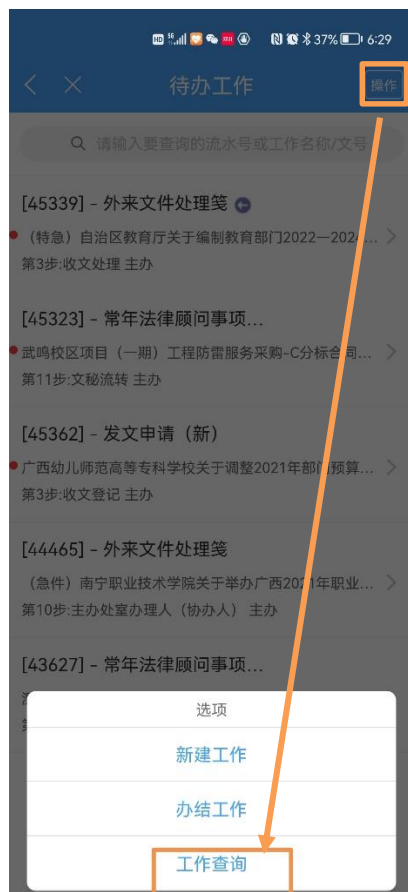 HD 5G 37% 6:29
待办工作 操作
请输入要查询的流水号或工作名称/文号
[45339] – 外来文件处理笺
（特急）自治区教育厅关于编制教育部门2022—2024...
第3步:收文处理 主办
[45323] – 常年法律顾问事项...
武鸣校区项目（一期）工程防雷服务采购-C分标合同...
第11步:文秘流转 主办
[45362] – 发文申请（新）
广西幼儿师范高等专科学校关于调整2021年部门预算...
第3步:收文登记 主办
[44465] – 外来文件处理笺
（急件）南宁职业技术学院关于举办广西2021年职业...
第10步:主办处室办理人（协办人） 主办
[43627] – 常年法律顾问事项...
选项
新建工作
办结工作
工作查询